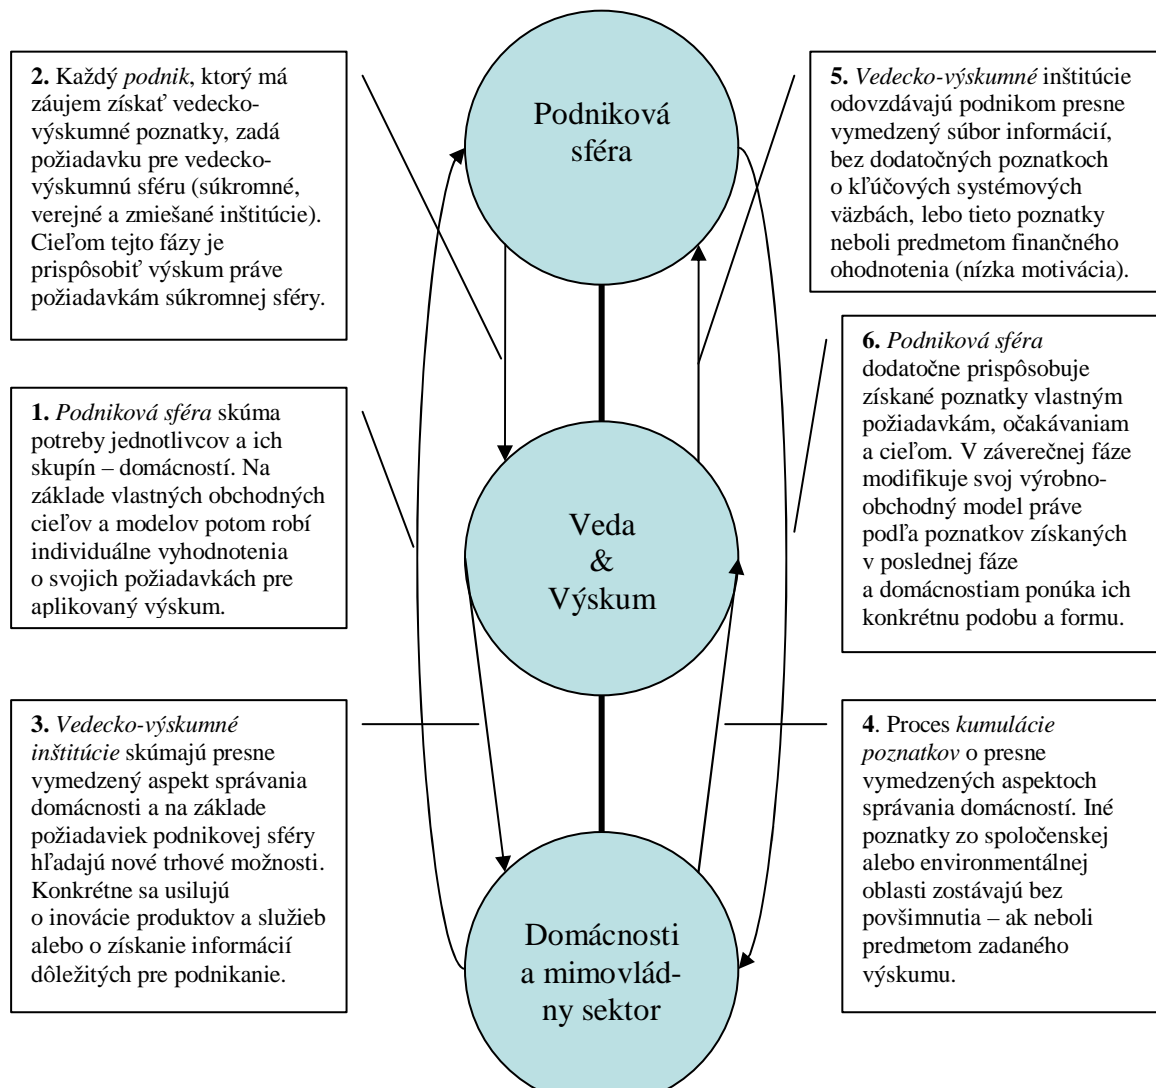 Podniková
sféra
2. Každý podnik, ktorý má
záujem získať vedecko-
výskumné poznatky, zadá
požiadavku pre vedecko-
výskumnú sféru (súkromné,
verejné a zmiešané inštitúcie).
Cieľom tejto fázy je
prispôsobiť výskum práve
požiadavkám súkromnej sféry.
5. Vedecko-výskumné inštitúcie
odovzdávajú podnikom presne
vymedzený súbor informácií,
bez dodatočných poznatkoch
o kľúčových systémových
väzbách, lebo tieto poznatky
neboli predmetom finančného
ohodnotenia (nízka motivácia).
1. Podniková sféra skúma
potreby jednotlivcov a ich
skupín – domácností. Na
základe vlastných obchodných
cieľov a modelov potom robí
individuálne vyhodnotenia
o svojich požiadavkách pre
aplikovaný výskum.
Veda
&
Výskum
6. Podniková sféra
dodatočne prispôsobuje
získané poznatky vlastným
požiadavkám, očakávaniam
a cieľom. V záverečnej fáze
modifikuje svoj výrobno-
obchodný model práve
podľa poznatkov získaných
v poslednej fáze
a domácnostiam ponúka ich
konkrétnu podobu a formu.
3. Vedecko-výskumné
inštitúcie skúmajú presne
vymedzený aspekt správania
domácnosti a na základe
požiadaviek podnikovej sféry
hľadajú nové trhové možnosti.
Konkrétne sa usilujú
o inovácie produktov a služieb
alebo o získanie informácií
dôležitých pre podnikanie.
4. Proces kumulácie
poznatkov o presne
vymedzených aspektoch
správania domácností. Iné
poznatky zo spoločenskej
alebo environmentálnej
oblasti zostávajú bez
povšimnutia – ak neboli
predmetom zadaného
výskumu.
Domácnosti
a mimovlád-
ny sektor